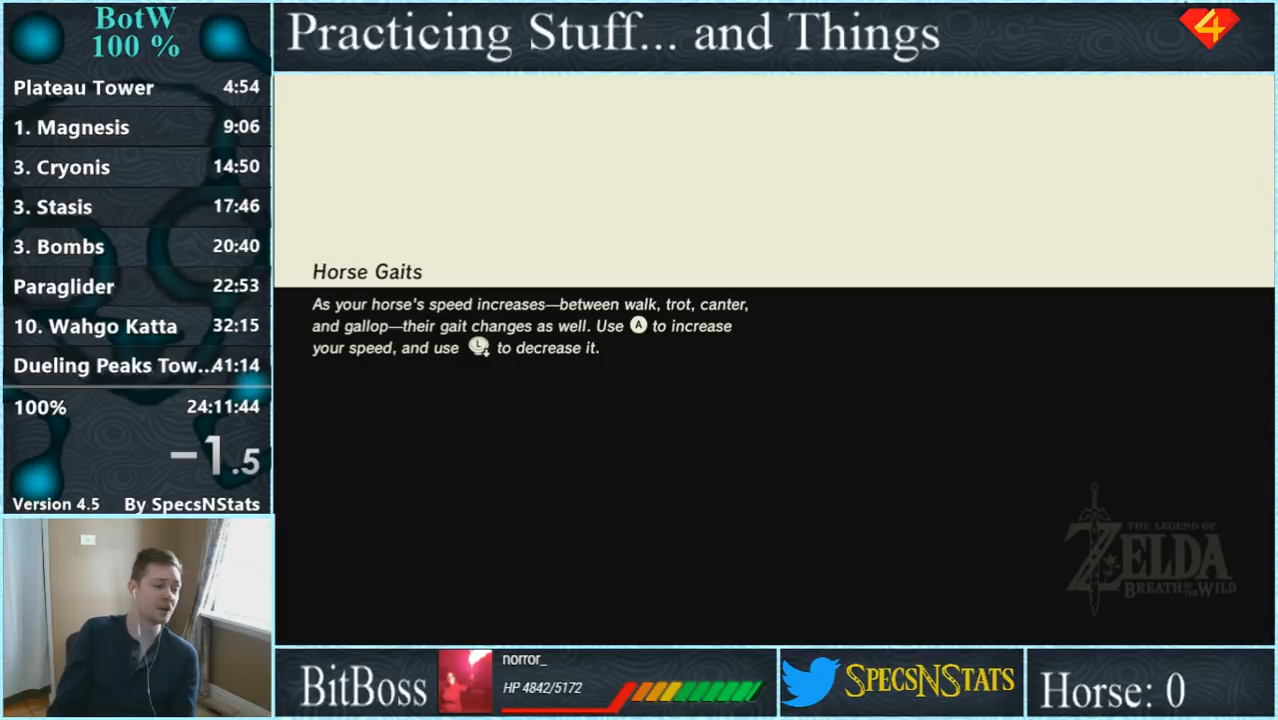 BotW
100 %
Practicing Stuff... and Things
4
Plateau Tower 4:54
1. Magnesis 9:06
3. Cryonis 14:50
3. Stasis 17:46
3. Bombs 20:40
Paraglider 22:53
10. Wahgo Katta 32:15
Dueling Peaks Tow...41:14
100% 24:11:44
-1.5
Version 4.5 By SpecsNStats
Horse Gaits
As your horse's speed increases—between walk, trot, canter,
and gallop—their gait changes as well. Use A to increase
your speed, and use L to decrease it.
THE LEGEND OF
ZELDA
BREATH OF THE WILD
BitBoss
norror_
HP 4842/5172
SPECSNSTATS
Horse: 0